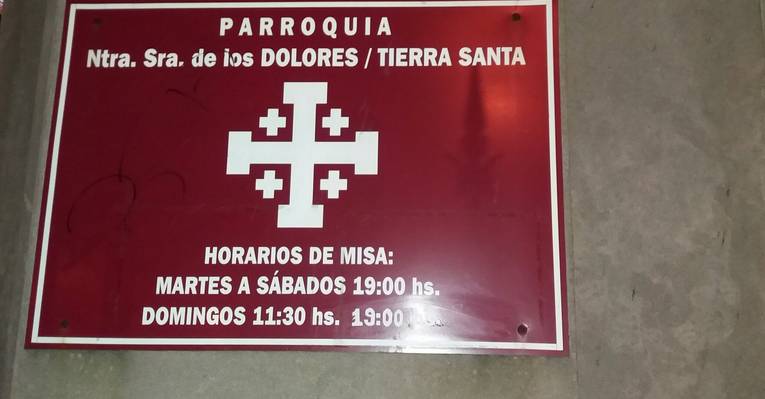 PARROQUIA
Ntra. Sra. de los DOLORES / TIERRA SANTA
HORARIOS DE MISA:
MARTES A SÁBADOS 19:00 hs.
DOMINGOS 11:30 hs. 19:00